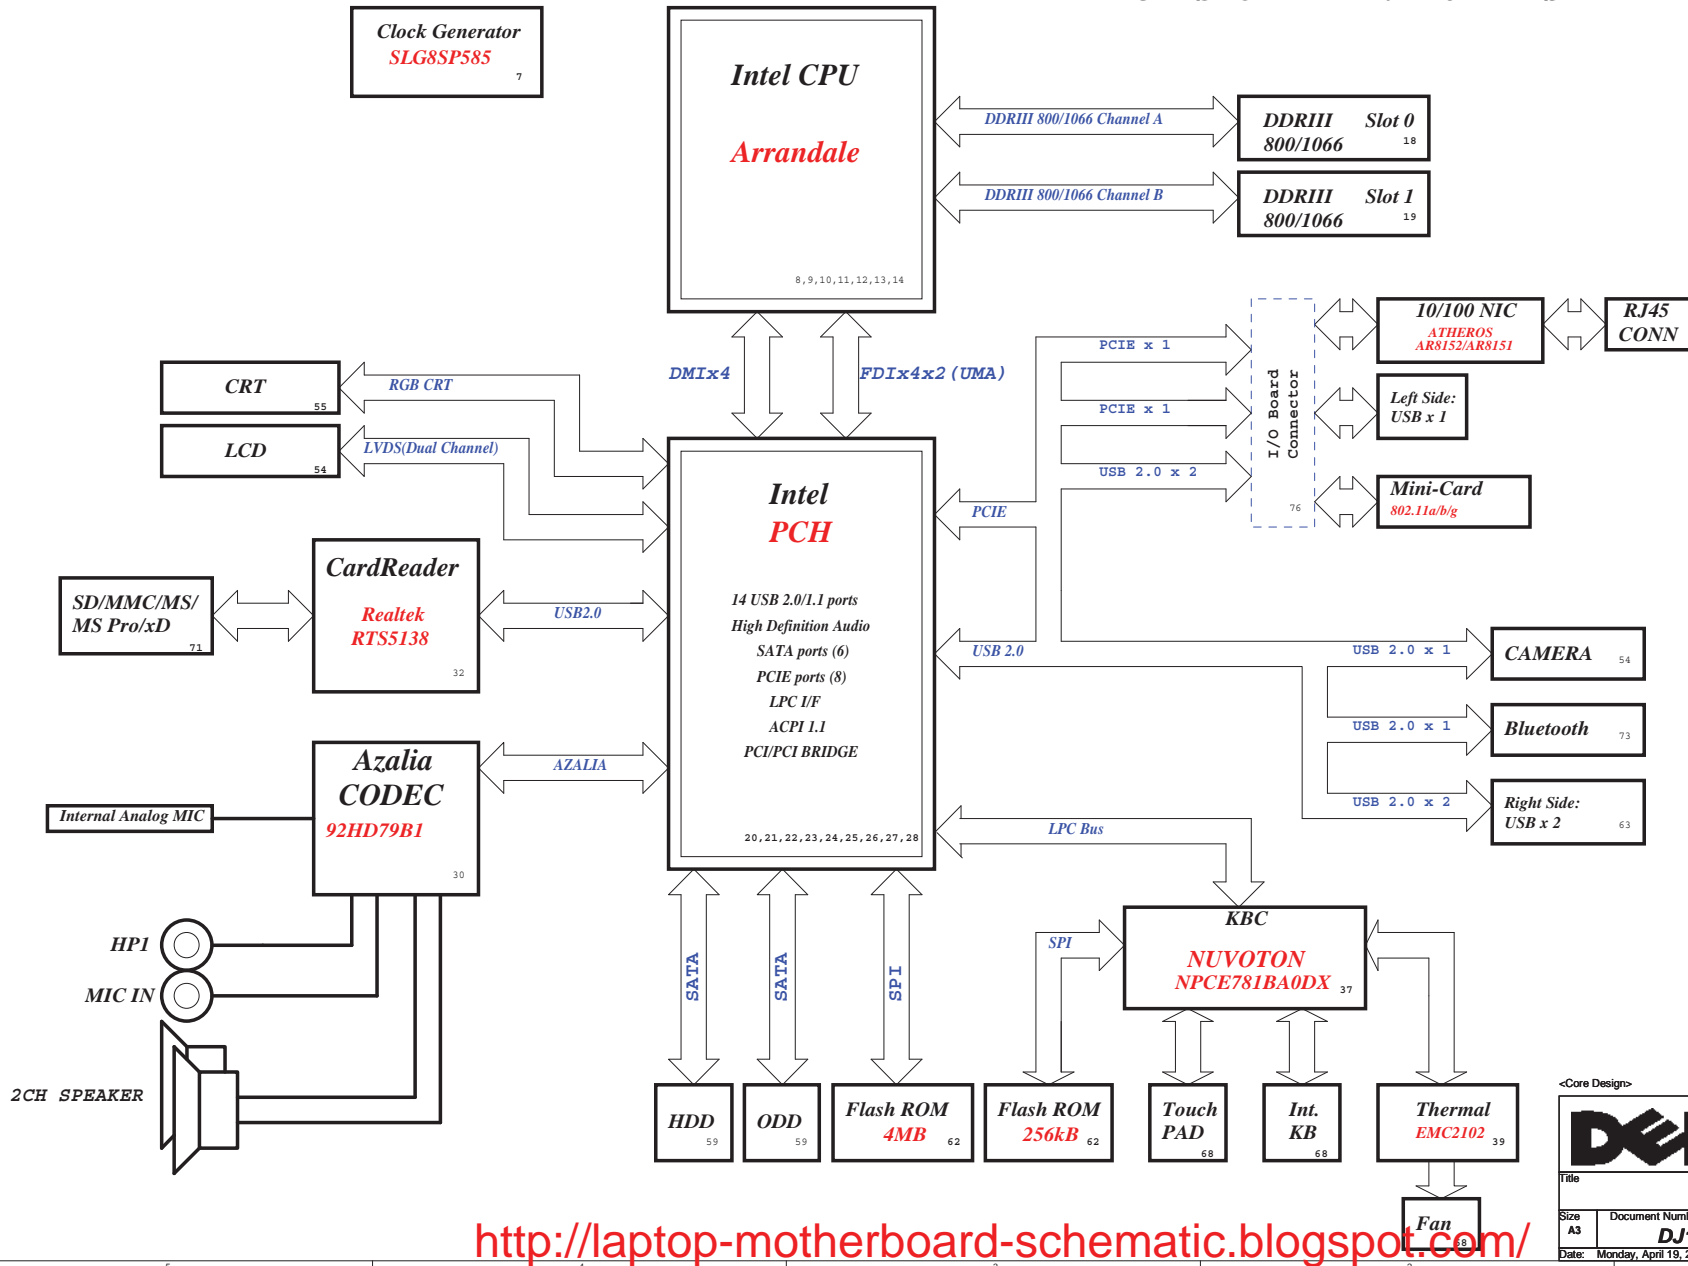 Clock Generator
SLG8SP585
7
Intel CPU
Arrandale
8,9,10,11,12,13,14
DDRIII 800/1066 Channel A
DDRIII Slot 0
800/1066 18
DDRIII 800/1066 Channel B
DDRIII Slot 1
800/1066 19
DMIx4
FDIx4x2(UMA)
CRT
55
RGB CRT
LCD
54
LVDS(Dual Channel)
PCIE x 1
PCIE x 1
USB 2.0 x 2
I/O Board
Connector
76
10/100 NIC
ATHEROS
AR8152/AR8151
RJ45
CONN
Left Side:
USB x 1
Mini-Card
802.11a/b/g
Intel
PCH
14 USB 2.0/1.1 ports
High Definition Audio
SATA ports (6)
PCIE ports (8)
LPC I/F
ACPI 1.1
PCI/PCI BRIDGE
20,21,22,23,24,25,26,27,28
PCIE
USB 2.0
SD/MMC/MS/
MS Pro/xD
71
CardReader
Realtek
RTS5138
32
USB2.0
USB 2.0 x 1
CAMERA 54
USB 2.0 x 1
Bluetooth 73
USB 2.0 x 2
Right Side:
USB x 2 63
Azalia
CODEC
92HD79B1
30
AZALIA
Internal Analog MIC
LPC Bus
HP1
MIC IN
2CH SPEAKER
SATA
SATA
SPI
SPI
KBC
NUVOTON
NPCE781BA0DX 37
HDD
59
ODD
59
Flash ROM
4MB 62
Flash ROM
256kB 62
Touch
PAD
68
Int.
KB
68
Thermal
EMC2102 39
Fan
58
<Core Design>
Title
Size
A3
Date: Monday, April 19, 2
http://laptop-motherboard-schematic.blogspot.com/
5
4
3
2